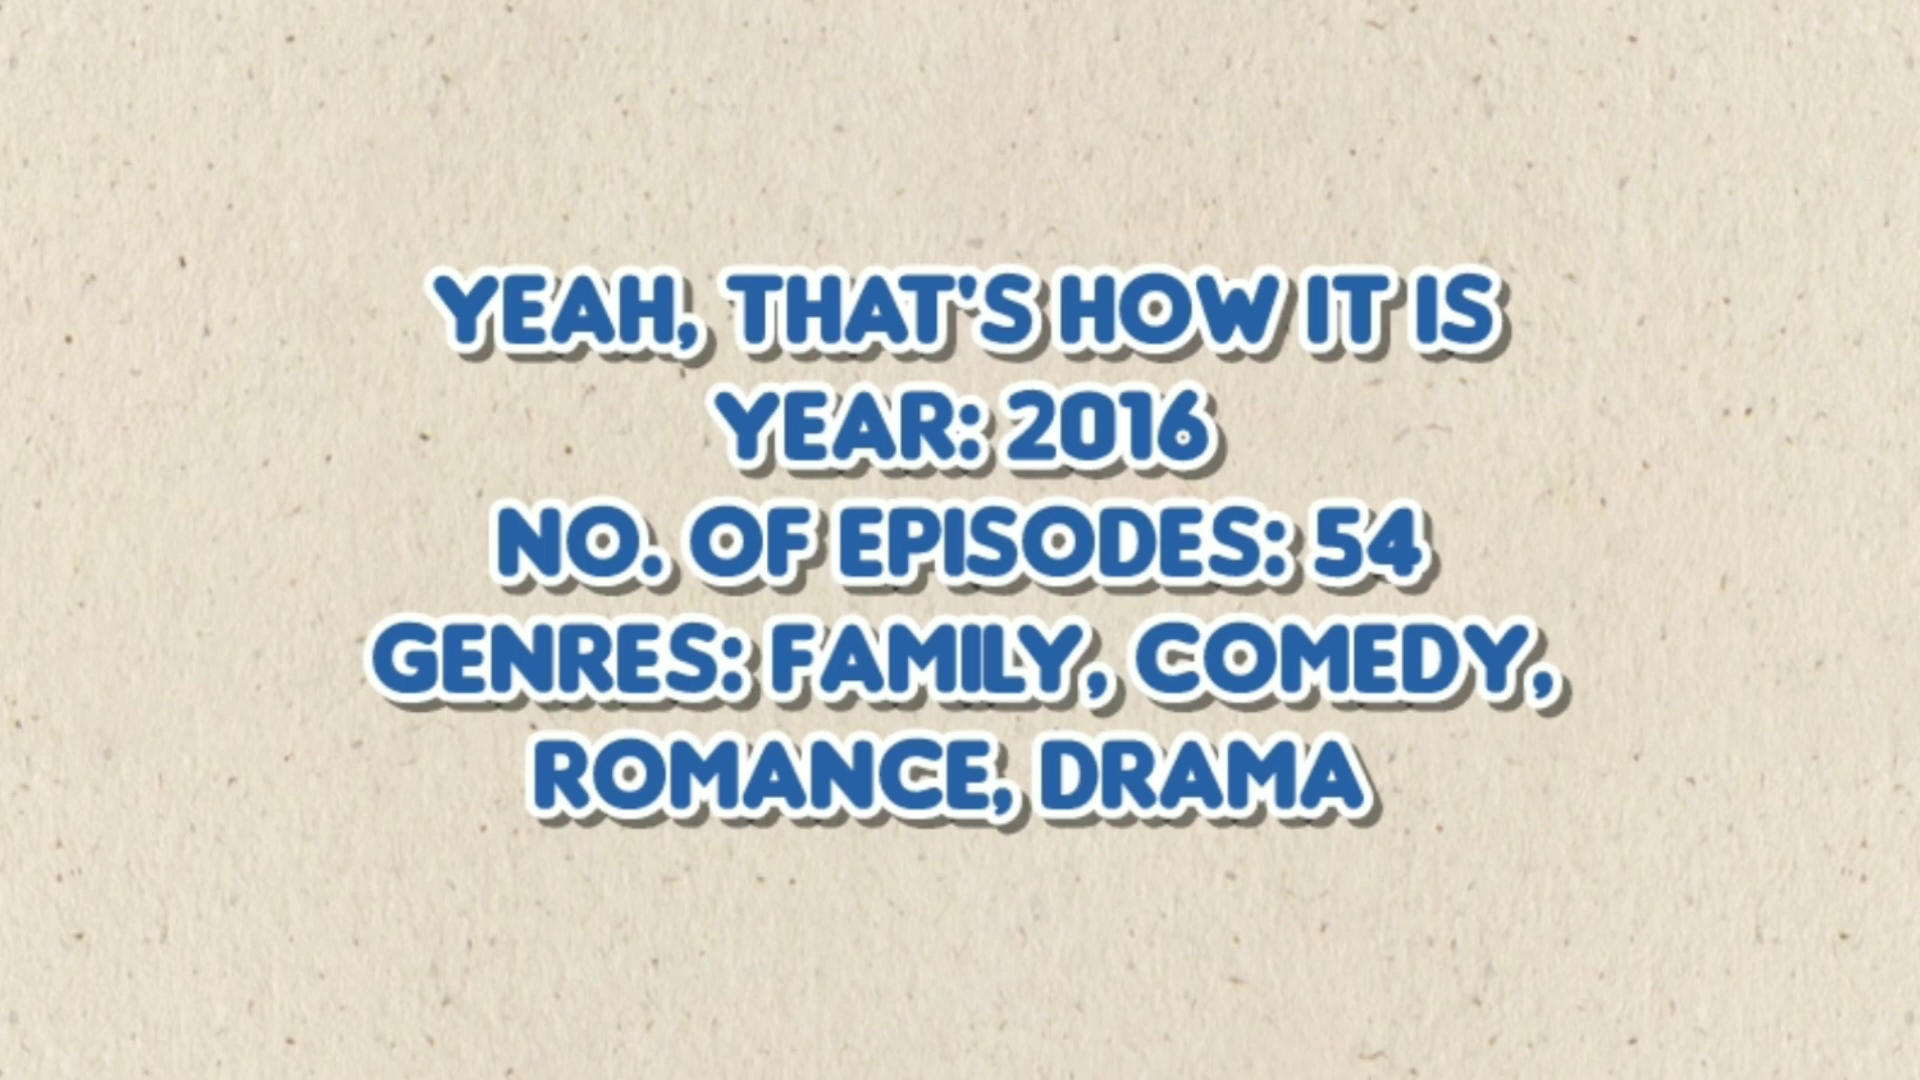 YEAH, THAT'S HOW IT IS
YEAR: 2016
NO. OF EPISODES: 54
GENRES: FAMILY, COMEDY,
ROMANCE, DRAMA